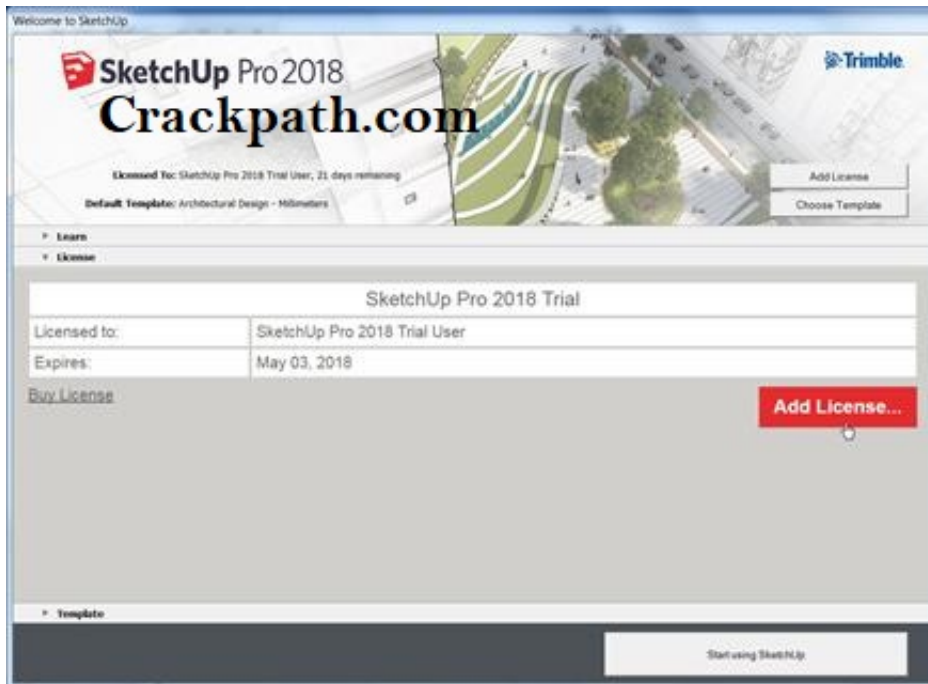 Welcome to SketchUp
SketchUp Pro 2018
Trimble.
Crackpath.com
Licensed To: SketchUp Pro 2018 Trial User, 21 days remaining
Add License
Default Template: Architectural Design - Millimeters
Choose Template
Learn
License
SketchUp Pro 2018 Trial
Licensed to: SketchUp Pro 2018 Trial User
Expires: May 03, 2018
Buy License
Add License...
Template
Start using SketchUp